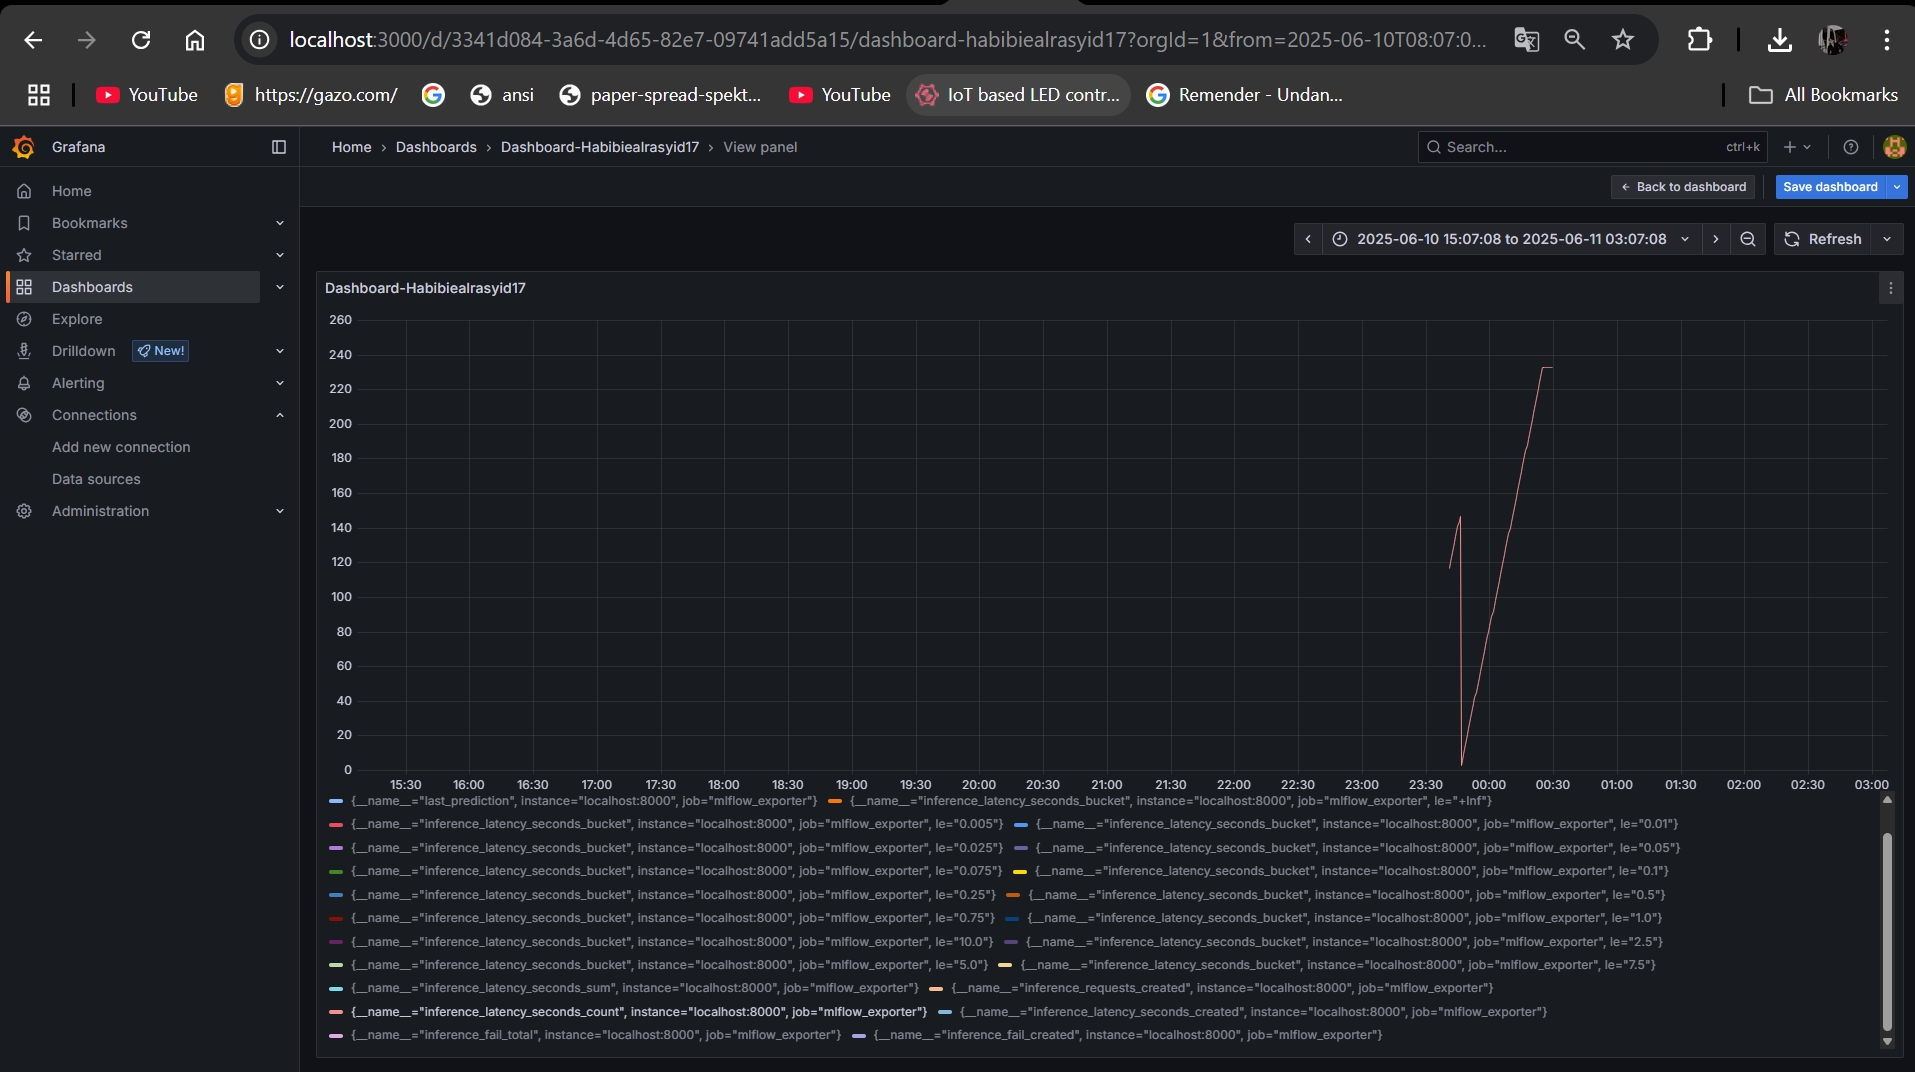 localhost:3000/d/3341d084-3a6d-4d65-82e7-09741add5a15/dashboard-habibiealrasyid17?orgId=1&from=2025-06-10T08:07:0...
YouTube https://gazo.com/ ansi paper-spread-spekt... YouTube IoT based LED contr... Remender - Undan... All Bookmarks
Grafana
Home › Dashboards › Dashboard-Habibiealrasyid17 › View panel
Search... ctrl+k
Back to dashboard
Save dashboard
Home
Bookmarks
Starred
Dashboards
Explore
Drilldown New!
Alerting
Connections
Add new connection
Data sources
Administration
2025-06-10 15:07:08 to 2025-06-11 03:07:08
Refresh
Dashboard-Habibiealrasyid17
260
240
220
200
180
160
140
120
100
80
60
40
20
0
15:30 16:00 16:30 17:00 17:30 18:00 18:30 19:00 19:30 20:00 20:30 21:00 21:30 22:00 22:30 23:00 23:30 00:00 00:30 01:00 01:30 02:00 02:30 03:00
{__name__="last_prediction", instance="localhost:8000", job="mlflow_exporter"} {__name__="inference_latency_seconds_bucket", instance="localhost:8000", job="mlflow_exporter", le="+Inf"}
{__name__="inference_latency_seconds_bucket", instance="localhost:8000", job="mlflow_exporter", le="0.005"} {__name__="inference_latency_seconds_bucket", instance="localhost:8000", job="mlflow_exporter", le="0.01"}
{__name__="inference_latency_seconds_bucket", instance="localhost:8000", job="mlflow_exporter", le="0.025"} {__name__="inference_latency_seconds_bucket", instance="localhost:8000", job="mlflow_exporter", le="0.05"}
{__name__="inference_latency_seconds_bucket", instance="localhost:8000", job="mlflow_exporter", le="0.075"} {__name__="inference_latency_seconds_bucket", instance="localhost:8000", job="mlflow_exporter", le="0.1"}
{__name__="inference_latency_seconds_bucket", instance="localhost:8000", job="mlflow_exporter", le="0.25"} {__name__="inference_latency_seconds_bucket", instance="localhost:8000", job="mlflow_exporter", le="0.5"}
{__name__="inference_latency_seconds_bucket", instance="localhost:8000", job="mlflow_exporter", le="0.75"} {__name__="inference_latency_seconds_bucket", instance="localhost:8000", job="mlflow_exporter", le="1.0"}
{__name__="inference_latency_seconds_bucket", instance="localhost:8000", job="mlflow_exporter", le="10.0"} {__name__="inference_latency_seconds_bucket", instance="localhost:8000", job="mlflow_exporter", le="2.5"}
{__name__="inference_latency_seconds_bucket", instance="localhost:8000", job="mlflow_exporter", le="5.0"} {__name__="inference_latency_seconds_bucket", instance="localhost:8000", job="mlflow_exporter", le="7.5"}
{__name__="inference_latency_seconds_sum", instance="localhost:8000", job="mlflow_exporter"} {__name__="inference_requests_created", instance="localhost:8000", job="mlflow_exporter"}
{__name__="inference_latency_seconds_count", instance="localhost:8000", job="mlflow_exporter"} {__name__="inference_latency_seconds_created", instance="localhost:8000", job="mlflow_exporter"}
{__name__="inference_fail_total", instance="localhost:8000", job="mlflow_exporter"} {__name__="inference_fail_created", instance="localhost:8000", job="mlflow_exporter"}